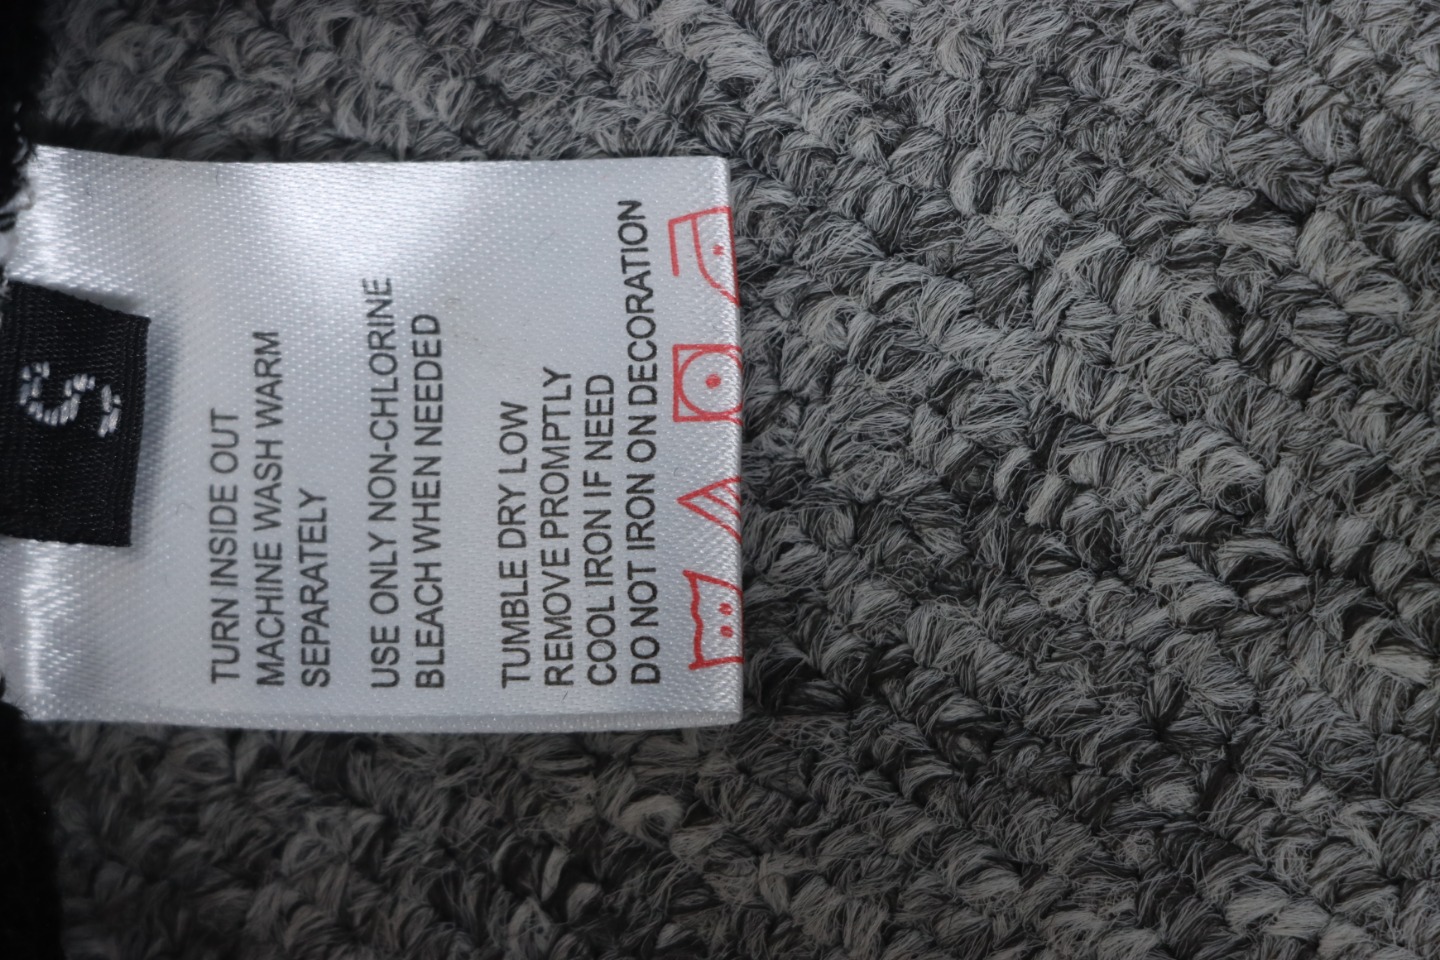 S
TURN INSIDE OUT
MACHINE WASH WARM
SEPARATELY
USE ONLY NON-CHLORINE
BLEACH WHEN NEEDED
TUMBLE DRY LOW
REMOVE PROMPTLY
COOL IRON IF NEED
DO NOT IRON ON DECORATION